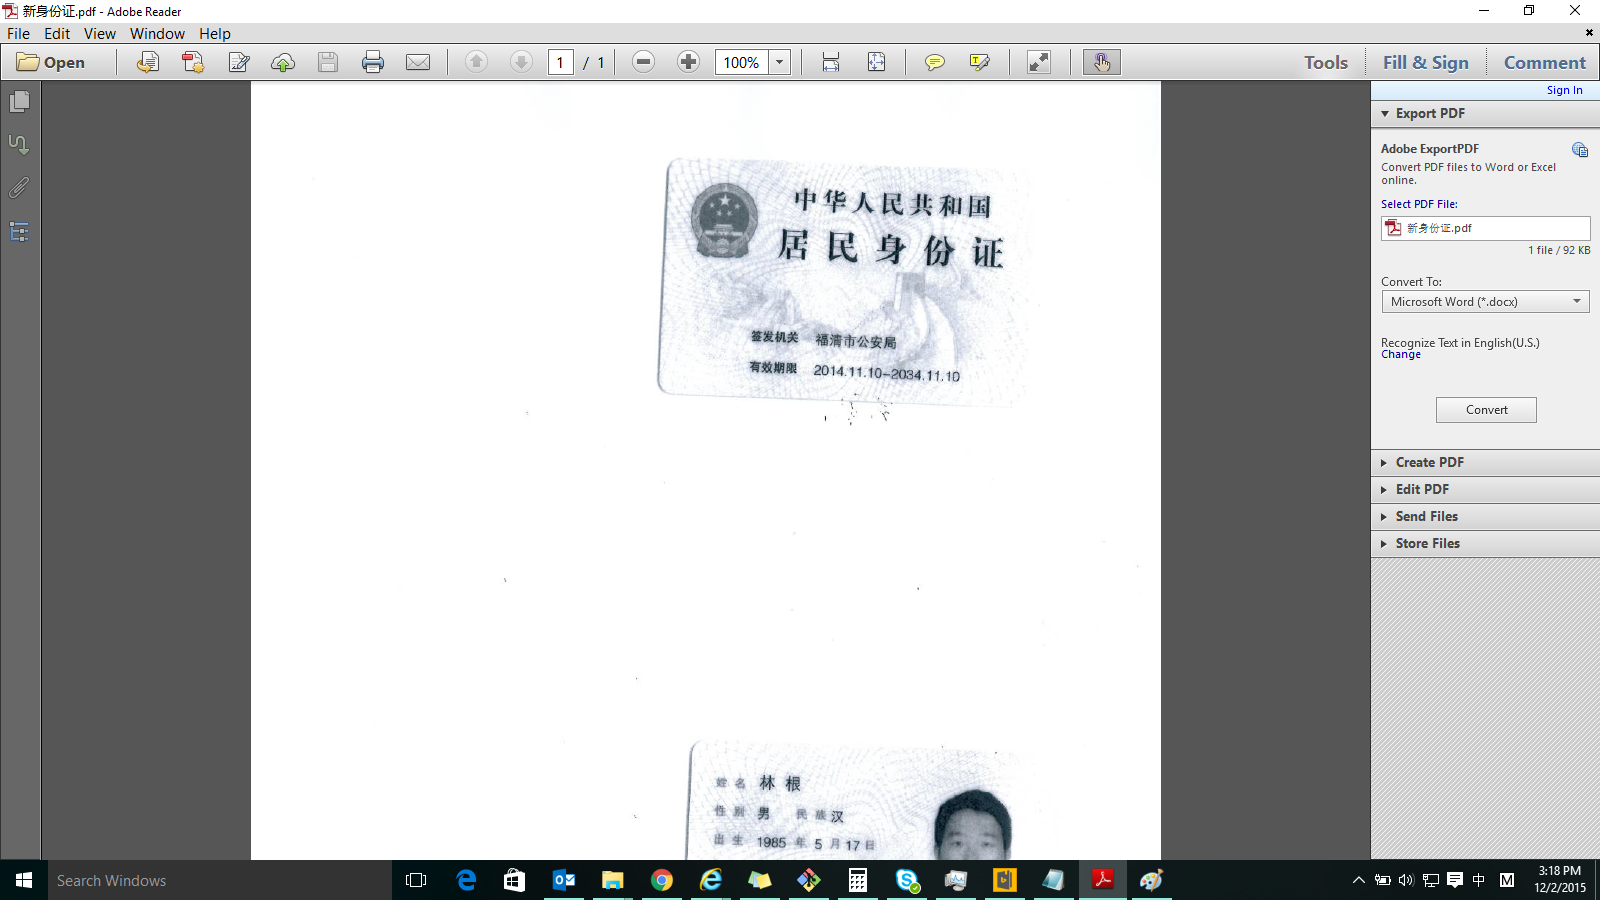 新身份证.pdf - Adobe Reader
File Edit View Window Help
Open 1 / 1 100% Tools Fill & Sign Comment
Sign In
Export PDF
Adobe ExportPDF
Convert PDF files to Word or Excel
online.
Select PDF File:
新身份证.pdf
1 file / 92 KB
Convert To:
Microsoft Word (*.docx)
Recognize Text in English(U.S.)
Change
Convert
Create PDF
Edit PDF
Send Files
Store Files
中华人民共和国
居民身份证
签发机关 福清市公安局
有效期限 2014.11.10-2034.11.10
姓名 林根
性别 男 民族 汉
出生 1985 年 5 月 17 日
Search Windows
中 M 3:18 PM
12/2/2015